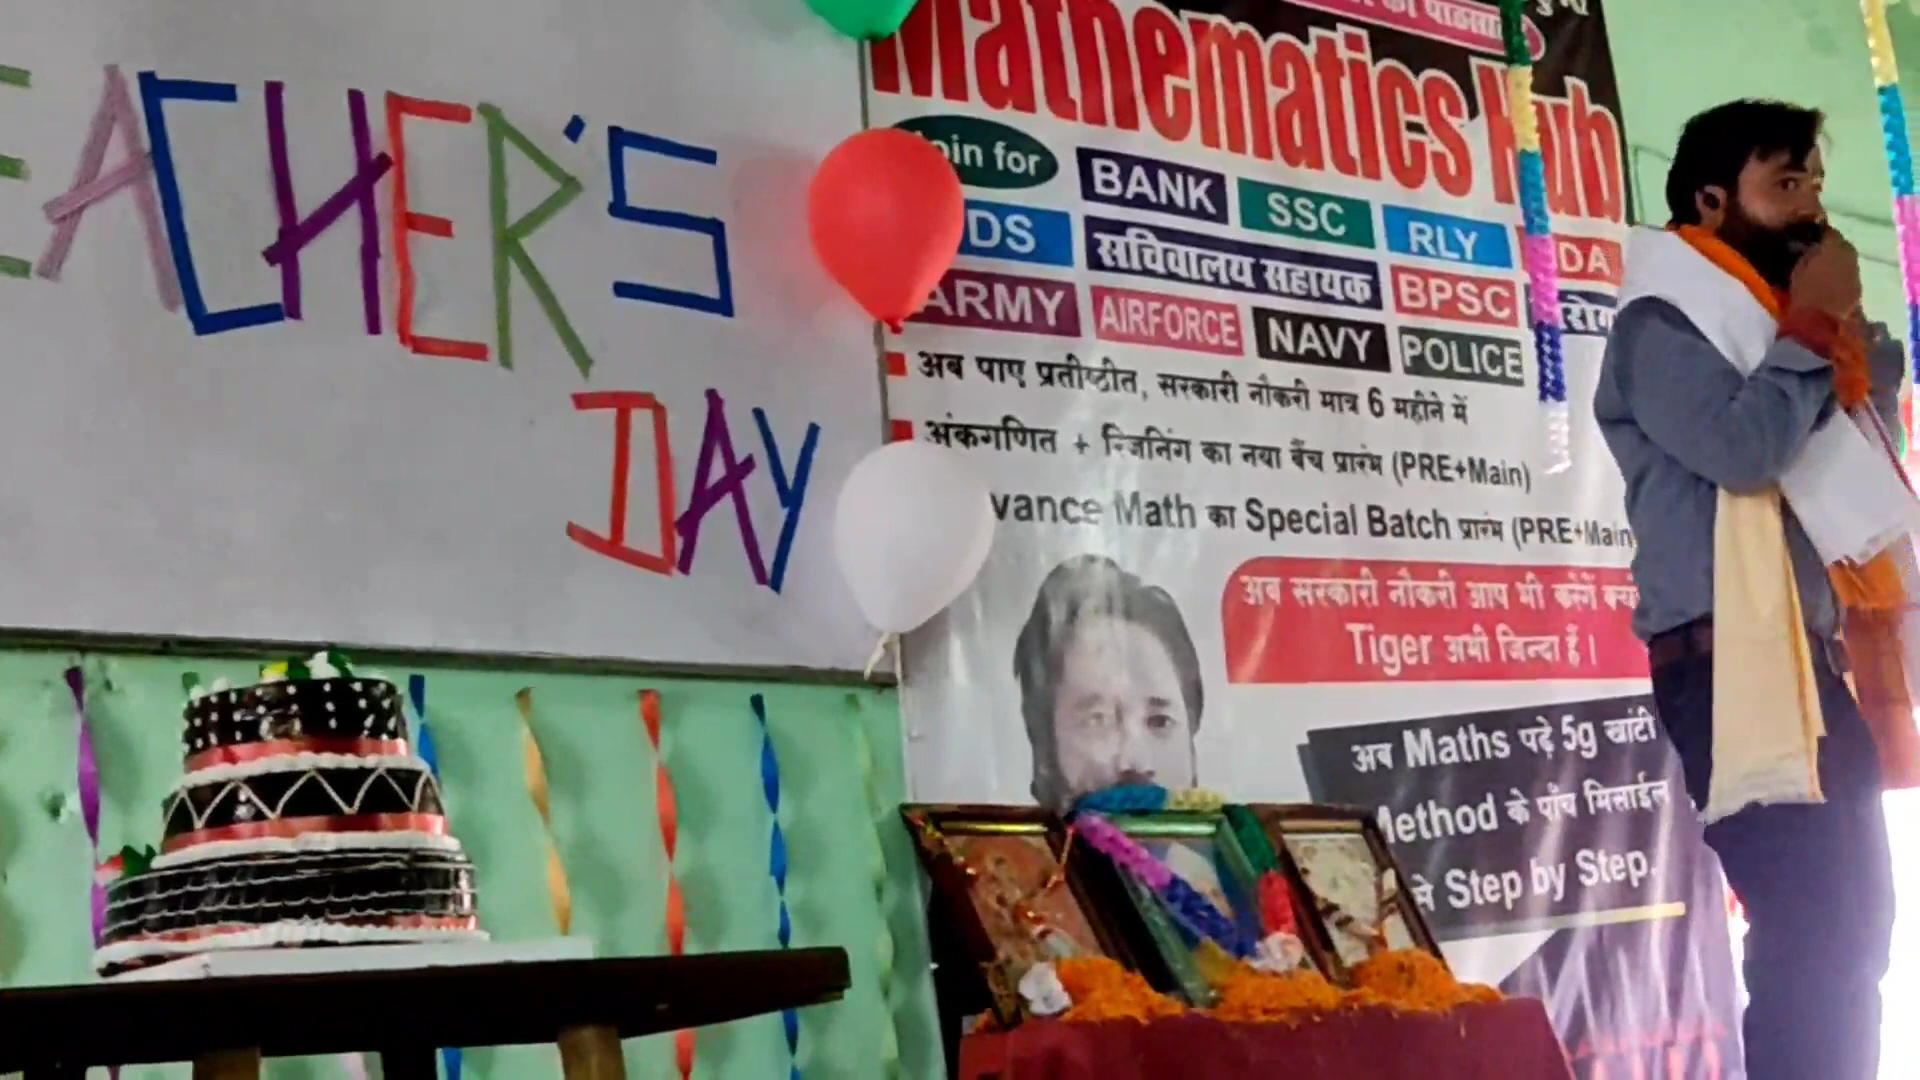 EACHER'S
DAY
की पाठशाला
Mathematics Hub
oin for
BANK SSC RLY
DS सचिवालय सहायक BPSC DA
ARMY AIRFORCE NAVY POLICE
अब पाए प्रतीष्ठीत, सरकारी नौकरी मात्र 6 महीने में
अंकगणित + रिजनिंग का नया बैंच प्रारंभ (PRE+Main)
vance Math का Special Batch प्रारंभ (PRE+Main
अब सरकारी नौकरी आप भी करेगें
Tiger अभी जिन्दा हैं ।
अब Maths पढ़े 5g खांटी
Method के पाँच मिसाईल
से Step by Step.